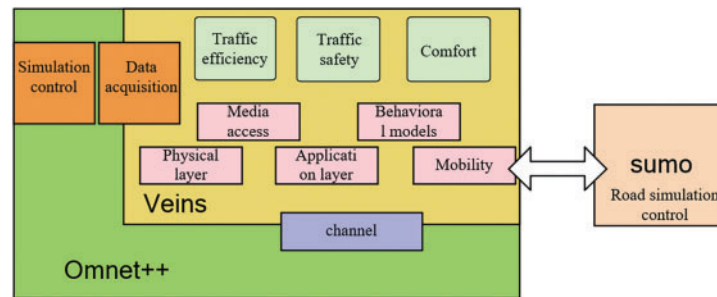 Traffic
efficiency
Traffic
safety
Comfort
Simulation
control
Data
acquisition
Media
access
Behaviora
l models
Physical
layer
Applicati
on layer
Mobility
Veins
channel
Omnet++
sumo
Road simulation
control